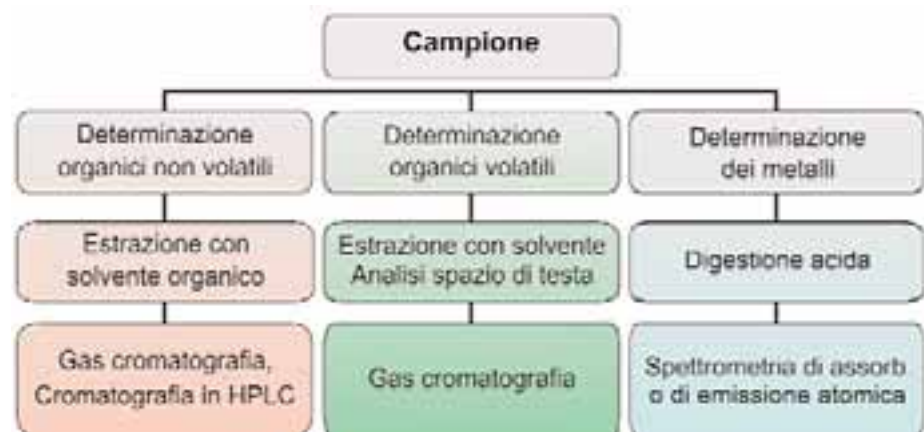 Campione
Determinazione
organici non volatili
Determinazione
organici volatili
Determinazione
dei metalli
Estrazione con
solvente organico
Estrazione con solvente
Analisi spazio di testa
Digestione acida
Gas cromatografia,
Cromatografia in HPLC
Gas cromatografia
Spettrometria di assorb
o di emissione atomica